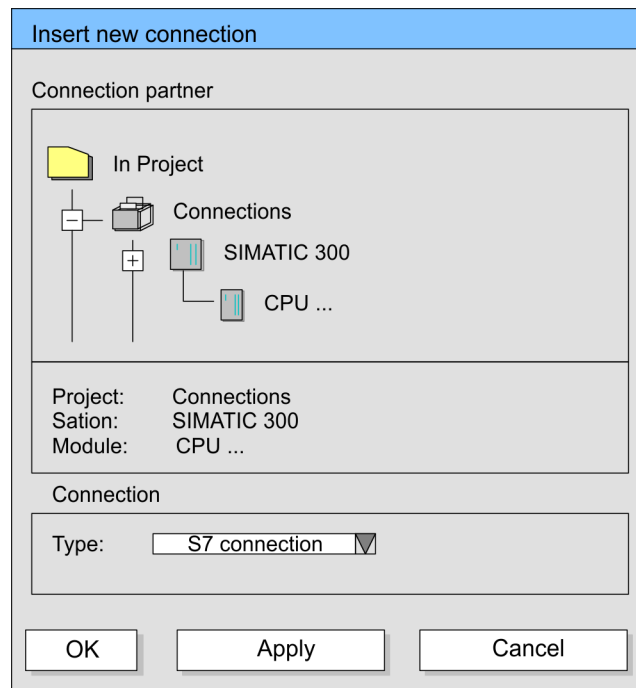 Insert new connection
Connection partner
In Project
Connections
SIMATIC 300
CPU ...
Project: Connections
Sation: SIMATIC 300
Module: CPU ...
Connection
Type: S7 connection
OK Apply Cancel